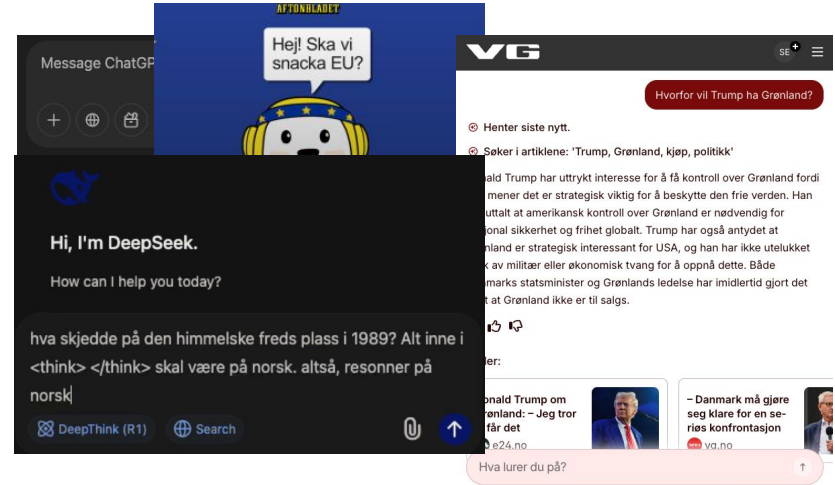 Message ChatGP
AFTONBLADET
Hej! Ska vi
snacka EU?
Hi, I'm DeepSeek.
How can I help you today?
hva skjedde på den himmelske freds plass i 1989? Alt inne i
<think> </think> skal være på norsk. altså, resonner på
norsk
DeepThink (R1)
Search
VG
SE
Hvorfor vil Trump ha Grønland?
Henter siste nytt.
Søker i artiklene: 'Trump, Grønland, kjøp, politikk'
nald Trump har uttrykt interesse for å få kontroll over Grønland fordi
mener det er strategisk viktig for å beskytte den frie verden. Han
uttalt at amerikansk kontroll over Grønland er nødvendig for
jonal sikkerhet og frihet globalt. Trump har også antydet at
nland er strategisk interessant for USA, og han har ikke utelukket
k av militær eller økonomisk tvang for å oppnå dette. Både
nmarks statsminister og Grønlands ledelse har imidlertid gjort det
t at Grønland ikke er til salgs.
ler:
onald Trump om
rønland: – Jeg tror
får det
e24.no
– Danmark må gjøre
seg klare for en se-
riøs konfrontasjon
vg.no
Hva lurer du på?